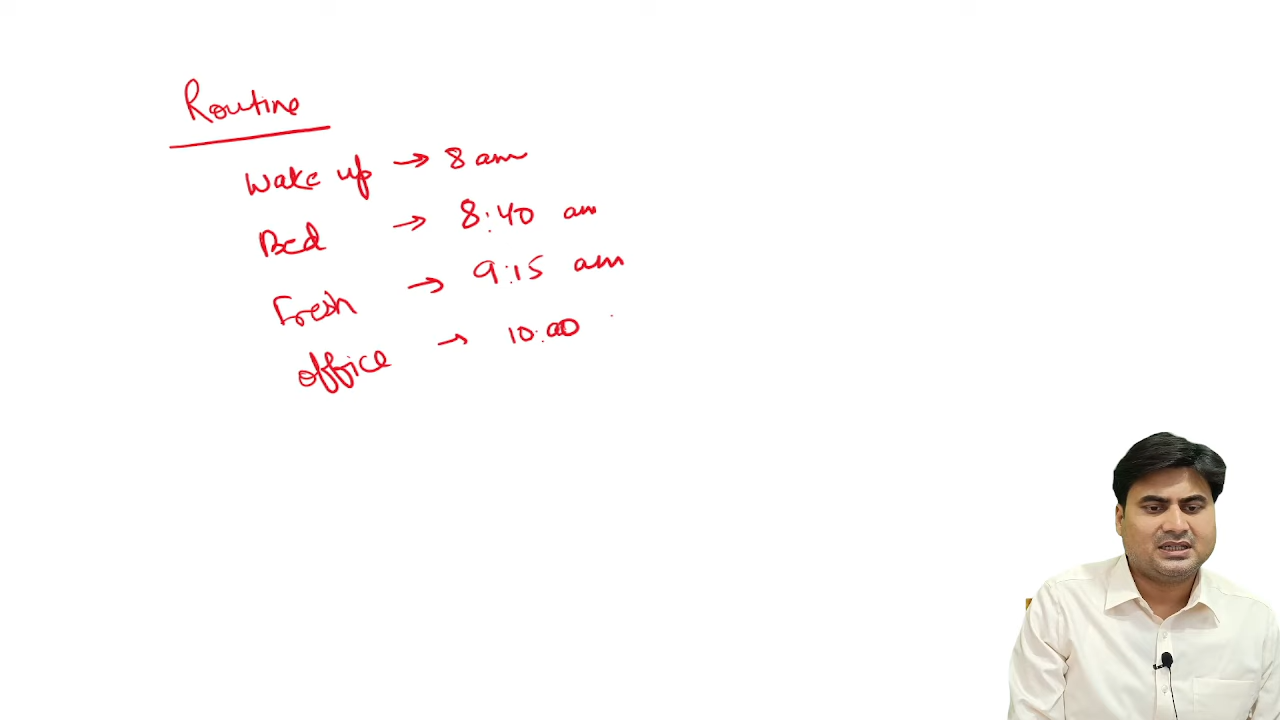 Routine
Wake up → 8 am
Bed → 8:40 am
Fresh → 9:15 am
office → 10:00